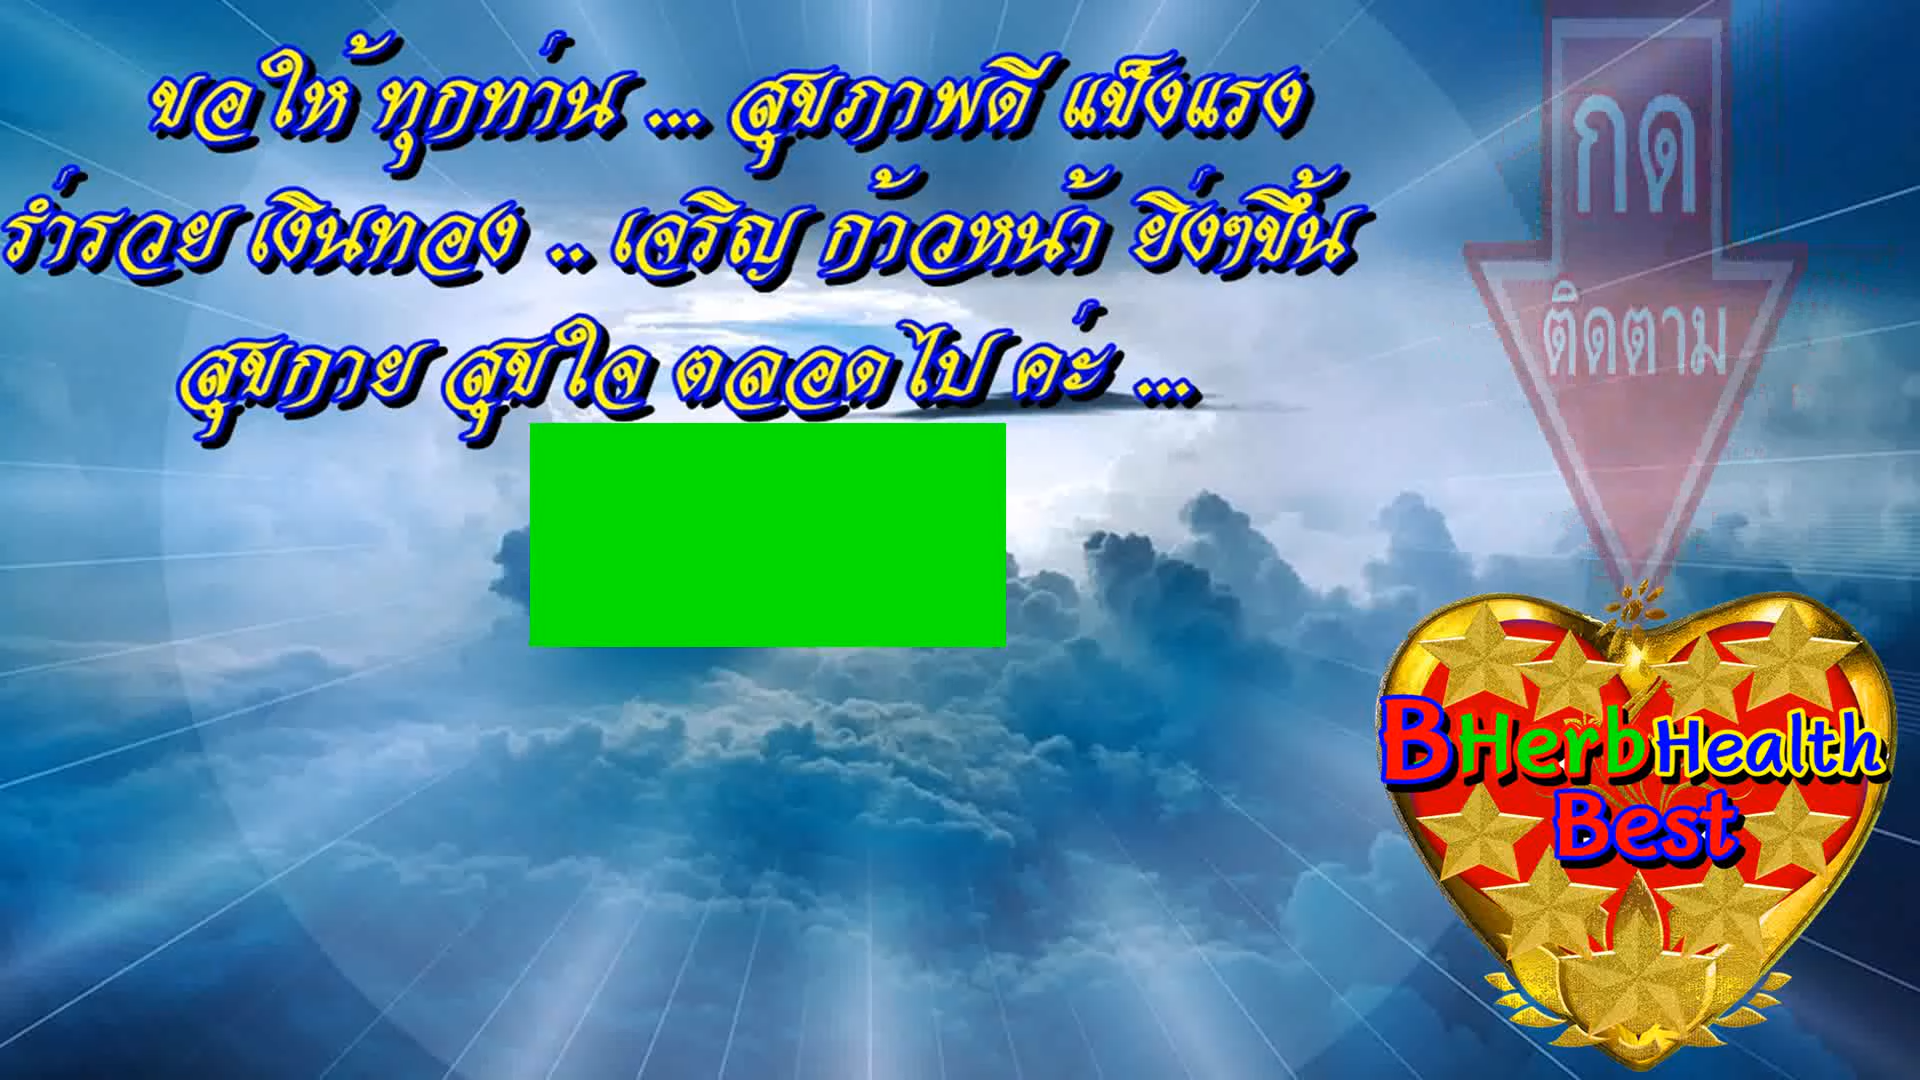 ขอให้ ทุกท่าน ... สุขภาพดี แข็งแรง
ร่ำรวย เงินทอง .. เจริญ ก้าวหน้า ยิ่งๆขึ้น
สุขกาย สุขใจ ตลอดไป ค่ะ ...
กด
ติดตาม
BHerbHealth
Best